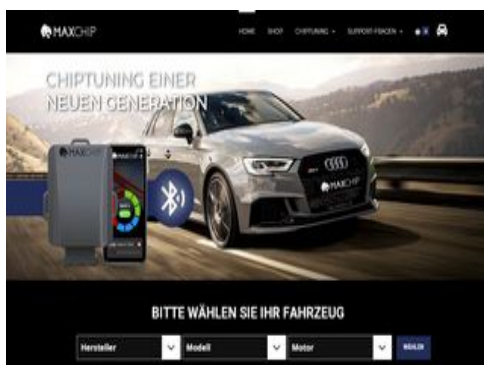 MAXCHIP
HOME SHOP CHIPTUNING SUPPORT-FRAGEN
CHIPTUNING EINER
NEUEN GENERATION
MAXCHIP
MAXCHIP
BITTE WÄHLEN SIE IHR FAHRZEUG
Hersteller Modell Motor WÄHLEN